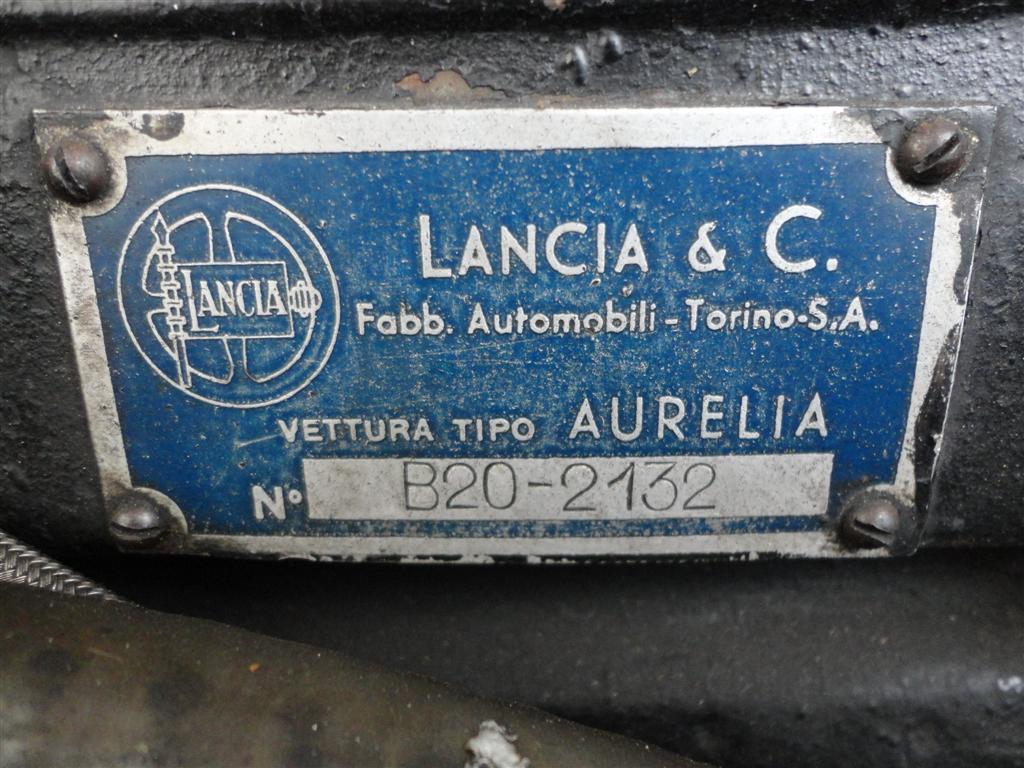 LANCIA
LANCIA & C.
Fabb. Automobili - Torino-S.A.
VETTURA TIPO AURELIA
N° B20-2132